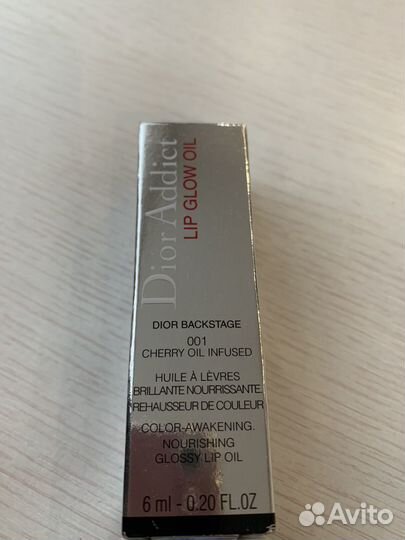 Dior Addict
LIP GLOW OIL
DIOR BACKSTAGE
001
CHERRY OIL INFUSED
HUILE À LÈVRES
BRILLANTE NOURRISSANTE.
REHAUSSEUR DE COULEUR
COLOR-AWAKENING.
NOURISHING
GLOSSY LIP OIL
6 ml - 0.20 FL.OZ
Avito